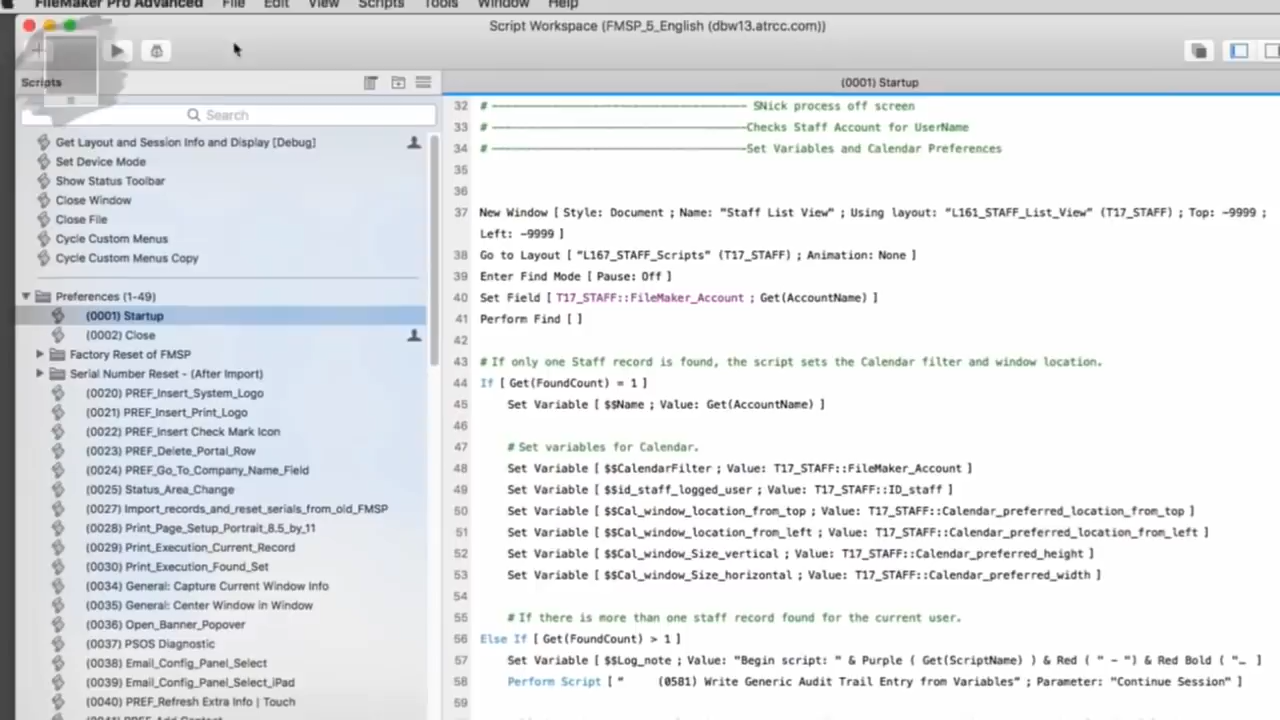 FileMaker Pro Advanced File Edit View Scripts Tools Window Help
Script Workspace (FMSP_5_English (dbw13.atrcc.com))
Scripts
(0001) Startup
Search
Get Layout and Session Info and Display [Debug]
Set Device Mode
Show Status Toolbar
Close Window
Close File
Cycle Custom Menus
Cycle Custom Menus Copy
Preferences (1-49)
(0001) Startup
(0002) Close
Factory Reset of FMSP
Serial Number Reset - (After Import)
(0020) PREF_Insert_System_Logo
(0021) PREF_Insert_Print_Logo
(0022) PREF_Insert Check Mark Icon
(0023) PREF_Delete_Portal_Row
(0024) PREF_Go_To_Company_Name_Field
(0025) Status_Area_Change
(0027) Import_records_and_reset_serials_from_old_FMSP
(0028) Print_Page_Setup_Portrait_8.5_by_11
(0029) Print_Execution_Current_Record
(0030) Print_Execution_Found_Set
(0034) General: Capture Current Window Info
(0035) General: Center Window in Window
(0036) Open_Banner_Popover
(0037) PSOS Diagnostic
(0038) Email_Config_Panel_Select
(0039) Email_Config_Panel_Select_iPad
(0040) PREF_Refresh Extra Info | Touch
(0041) PREF_Add Contact
32 # ———————————————————— SNick process off screen
33 # ————————————————————Checks Staff Account for UserName
34 # ————————————————————Set Variables and Calendar Preferences
35
36
37 New Window [ Style: Document ; Name: "Staff List View" ; Using layout: "L161_STAFF_List_View" (T17_STAFF) ; Top: -9999 ;
Left: -9999 ]
38 Go to Layout [ "L167_STAFF_Scripts" (T17_STAFF) ; Animation: None ]
39 Enter Find Mode [ Pause: Off ]
40 Set Field [ T17_STAFF::FileMaker_Account ; Get(AccountName) ]
41 Perform Find [ ]
42
43 # If only one Staff record is found, the script sets the Calendar filter and window location.
44 If [ Get(FoundCount) = 1 ]
45 Set Variable [ $$Name ; Value: Get(AccountName) ]
46
47 # Set variables for Calendar.
48 Set Variable [ $$CalendarFilter ; Value: T17_STAFF::FileMaker_Account ]
49 Set Variable [ $$id_staff_logged_user ; Value: T17_STAFF::ID_staff ]
50 Set Variable [ $$Cal_window_location_from_top ; Value: T17_STAFF::Calendar_preferred_location_from_top ]
51 Set Variable [ $$Cal_window_location_from_left ; Value: T17_STAFF::Calendar_preferred_location_from_left ]
52 Set Variable [ $$Cal_window_Size_vertical ; Value: T17_STAFF::Calendar_preferred_height ]
53 Set Variable [ $$Cal_window_Size_horizontal ; Value: T17_STAFF::Calendar_preferred_width ]
54
55 # If there is more than one staff record found for the current user.
56 Else If [ Get(FoundCount) > 1 ]
57 Set Variable [ $$Log_note ; Value: "Begin script: " & Purple ( Get(ScriptName) ) & Red ( " - ") & Red Bold ( "… ]
58 Perform Script [ " (0581) Write Generic Audit Trail Entry from Variables" ; Parameter: "Continue Session" ]
59